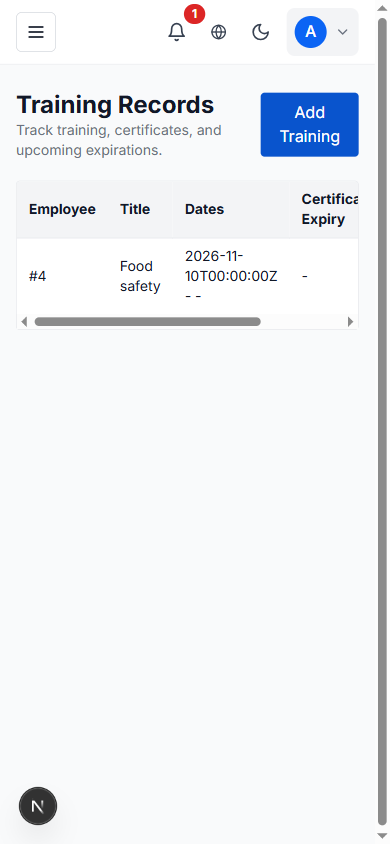 1
A
Training Records
Track training, certificates, and
upcoming expirations.
Add
Training
Employee
Title
Dates
Certifica
Expiry
#4
Food
safety
2026-11-
10T00:00:00Z
- -
-
N